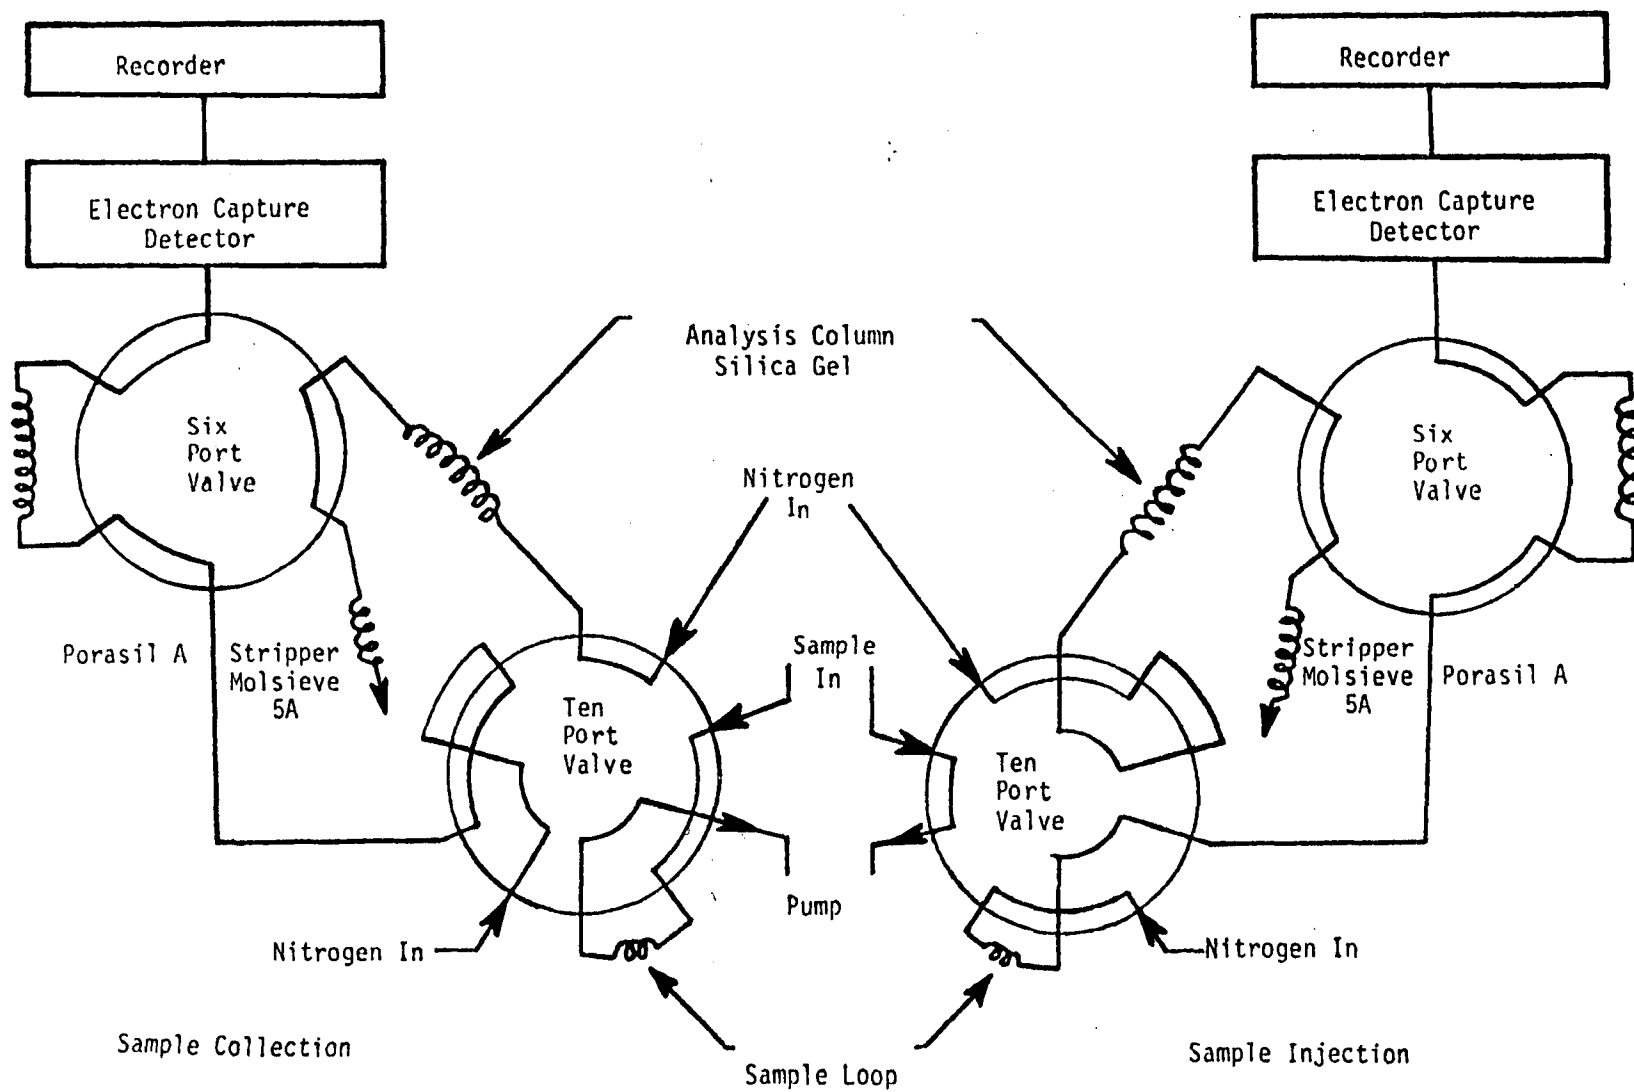 Recorder
Electron Capture
Detector
Six
Port
Valve
Porasil A
Stripper
Molsieve
5A
Ten
Port
Valve
Nitrogen In
Sample Collection
Analysis Column
Silica Gel
Nitrogen
In
Sample
In
Pump
Sample Loop
Recorder
Electron Capture
Detector
Six
Port
Valve
Stripper
Molsieve
5A
Porasil A
Ten
Port
Valve
Nitrogen In
Sample Injection